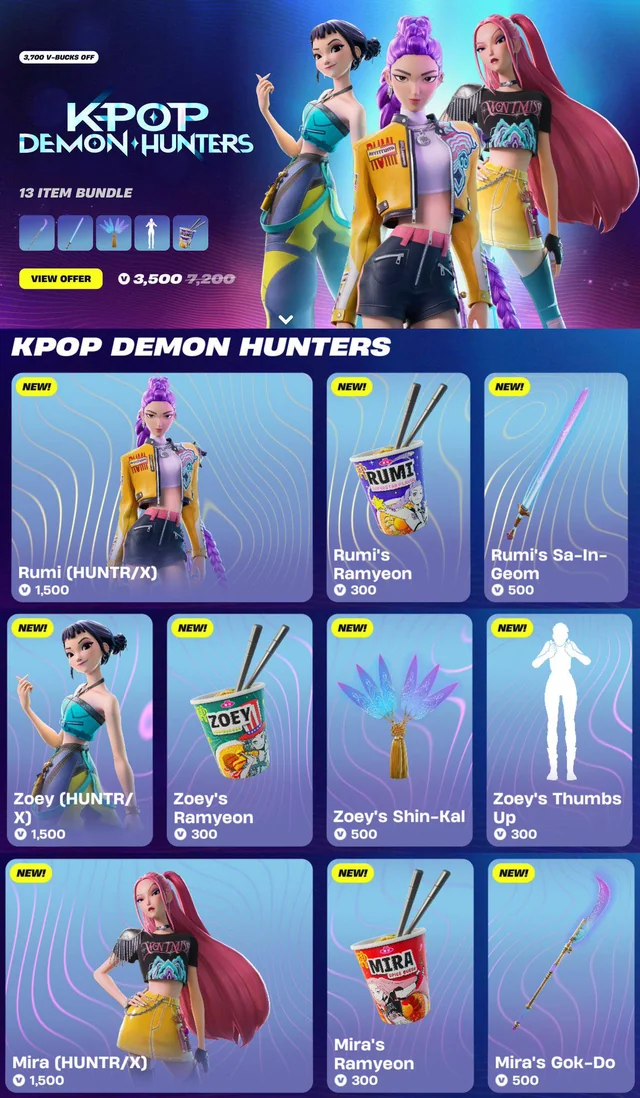 3,700 V-BUCKS OFF
KPOP
DEMON HUNTERS
13 ITEM BUNDLE
VIEW OFFER
V 3,500 7,200
KPOP DEMON HUNTERS
NEW!
Rumi (HUNTR/X)
V 1,500
NEW!
RUMI
Rumi's
Ramyeon
V 300
NEW!
Rumi's Sa-In-
Geom
V 500
NEW!
Zoey (HUNTR/
X)
V 1,500
NEW!
ZOEY
Zoey's
Ramyeon
V 300
NEW!
Zoey's Shin-Kal
V 500
NEW!
Zoey's Thumbs
Up
V 300
NEW!
Mira (HUNTR/X)
V 1,500
NEW!
MIRA
Mira's
Ramyeon
V 300
NEW!
Mira's Gok-Do
V 500